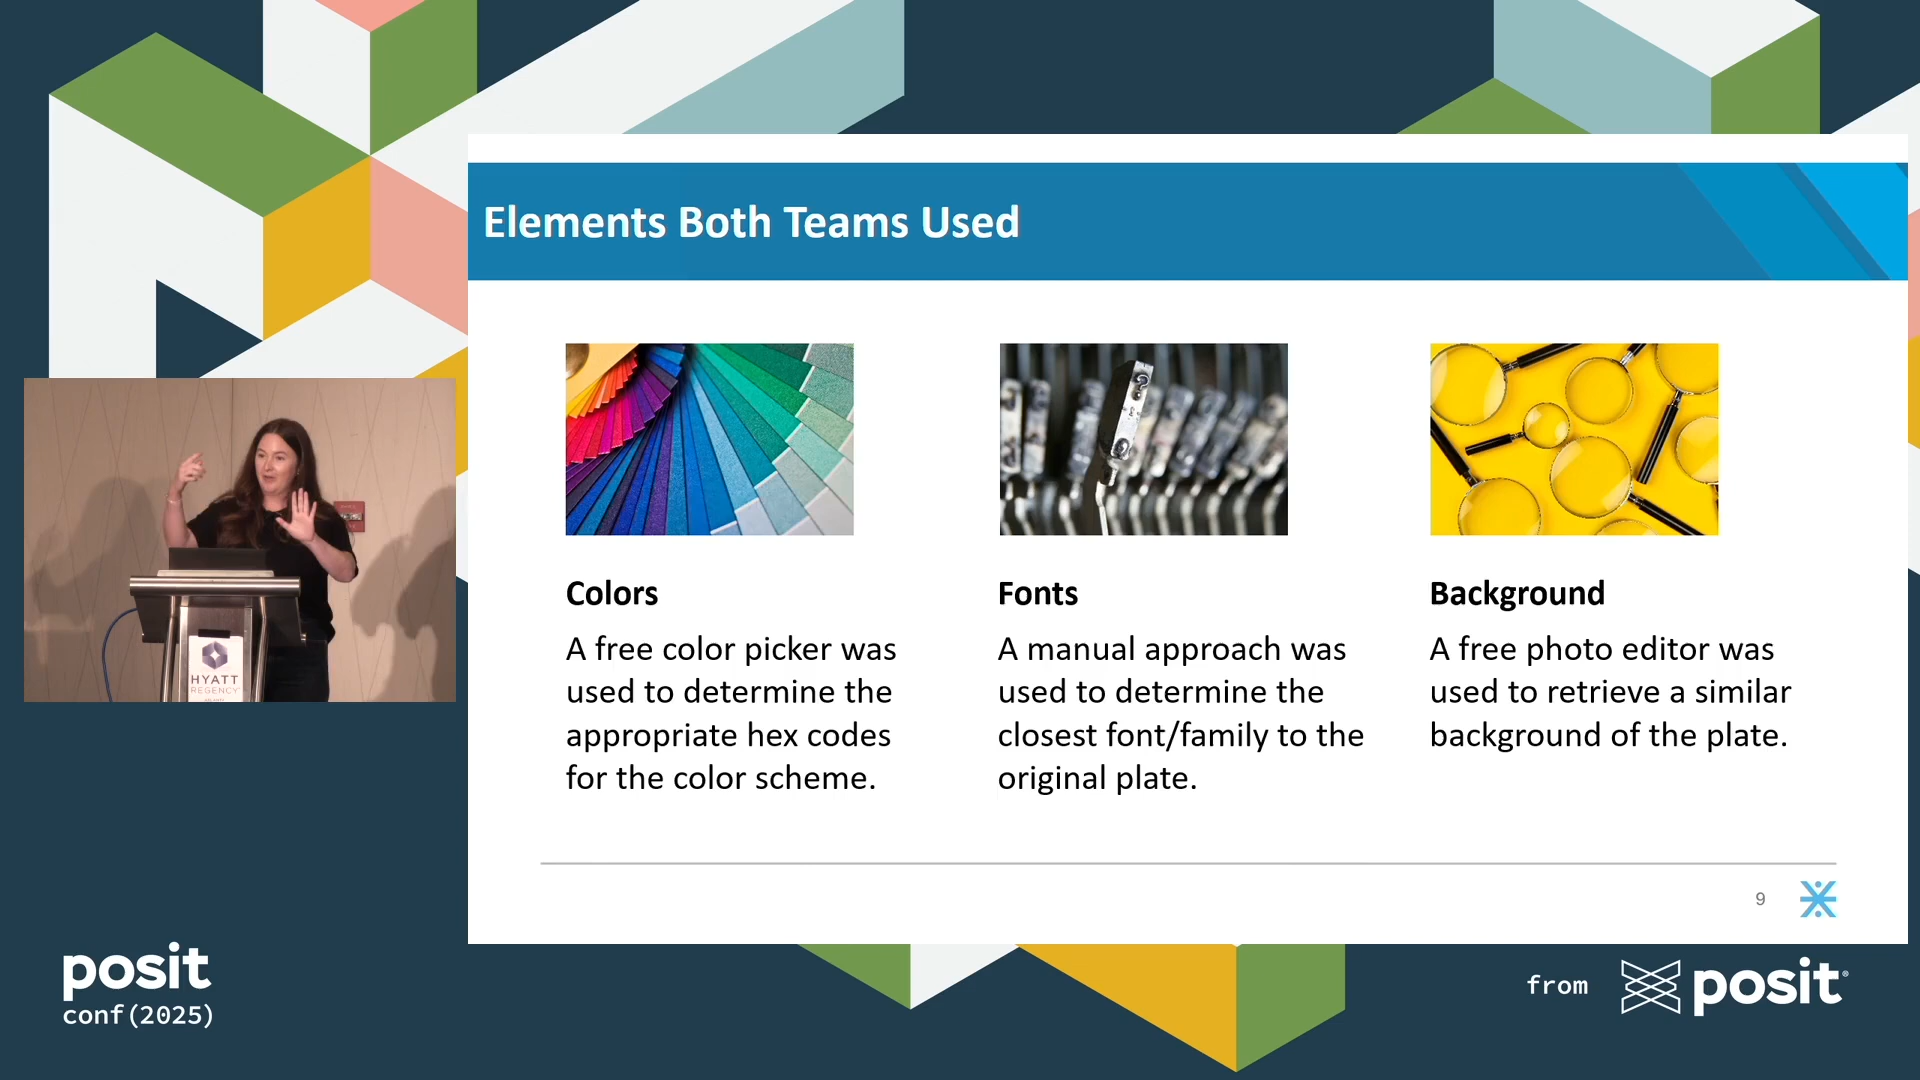 Elements Both Teams Used
Colors
A free color picker was
used to determine the
appropriate hex codes
for the color scheme.
Fonts
A manual approach was
used to determine the
closest font/family to the
original plate.
Background
A free photo editor was
used to retrieve a similar
background of the plate.
9
HYATT
REGENCY
posit
conf(2025)
from
posit